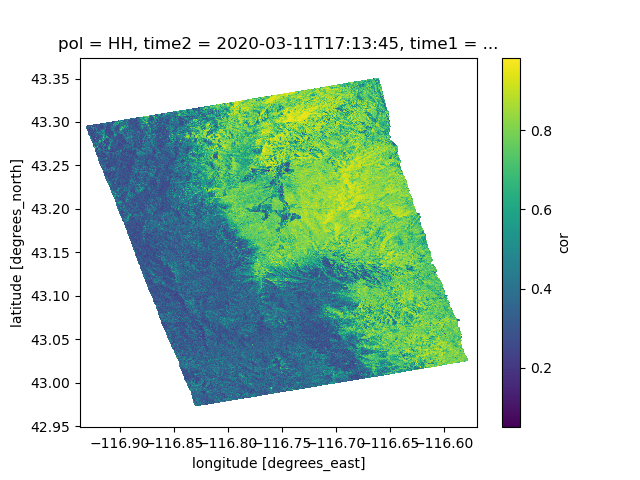 pol = HH, time2 = 2020-03-11T17:13:45, time1 = ...
43.35
43.30
43.25
43.20
43.15
43.10
43.05
43.00
42.95
latitude [degrees_north]
−116.90 −116.85 −116.80 −116.75 −116.70 −116.65 −116.60
longitude [degrees_east]
0.8
0.6
0.4
0.2
cor